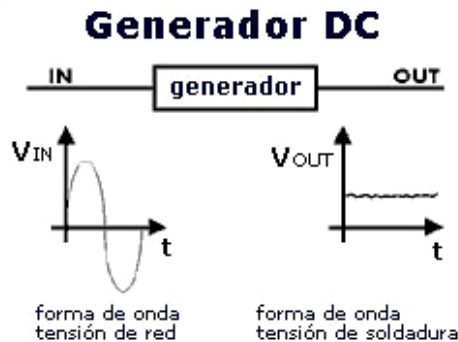 Generador DC
IN
generador
OUT
VIN
t
VOUT
t
forma de onda
tensión de red
forma de onda
tensión de soldadura